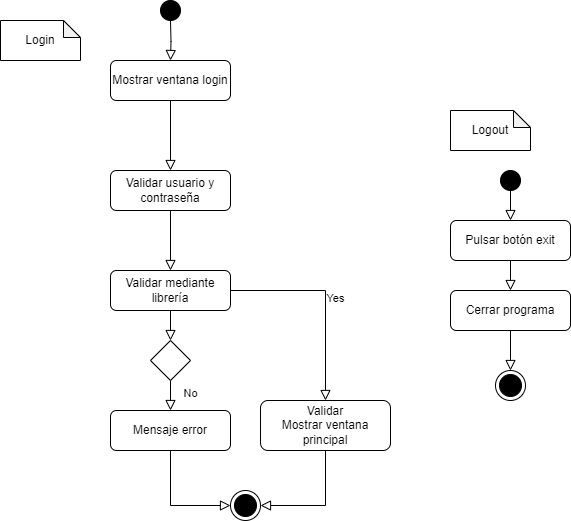 Login
Mostrar ventana login
Validar usuario y
contraseña
Validar mediante
librería
Yes
No
Mensaje error
Validar
Mostrar ventana
principal
Logout
Pulsar botón exit
Cerrar programa